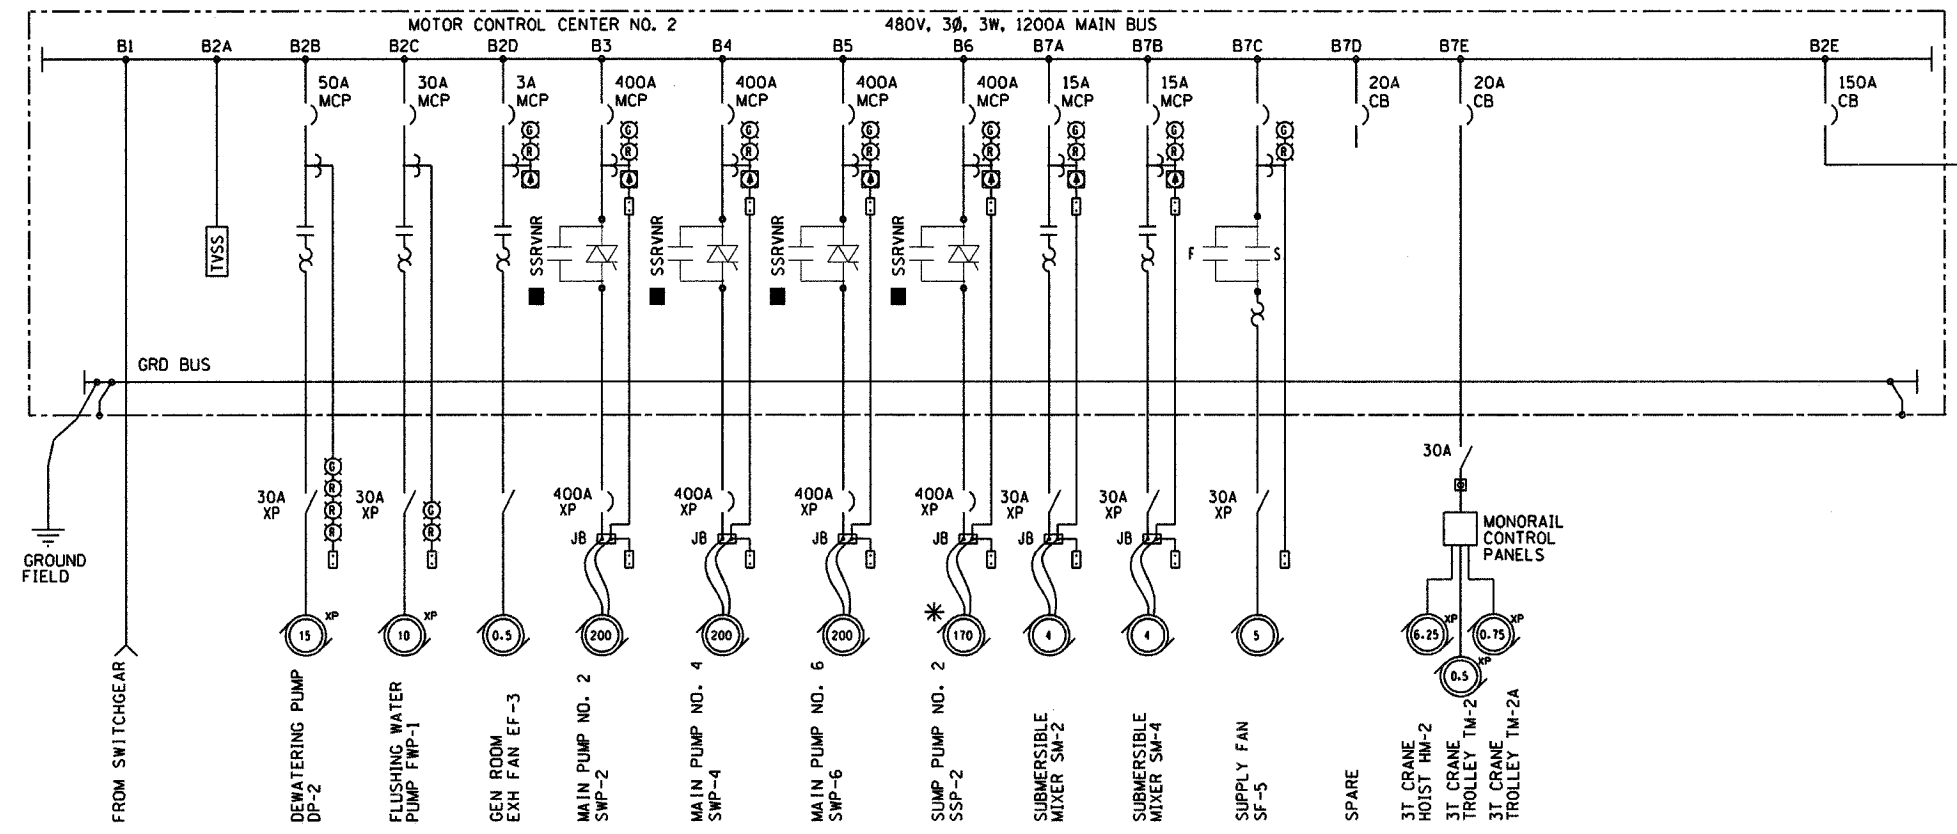 MOTOR CONTROL CENTER NO. 2
480V, 3Ø, 3W, 1200A MAIN BUS
B1
B2A
B2B
B2C
B2D
B3
B4
B5
B6
B7A
B7B
B7C
B7D
B7E
B2E
50A
MCP
30A
MCP
3A
MCP
400A
MCP
400A
MCP
400A
MCP
400A
MCP
15A
MCP
15A
MCP
20A
CB
20A
CB
150A
CB
G
R
G
R
G
R
G
R
G
R
G
R
G
R
G
R
TVSS
SSRVNR
SSRVNR
SSRVNR
SSRVNR
F
S
GRD BUS
30A
G
R
R
R
G
R
30A
XP
30A
XP
400A
XP
400A
XP
400A
XP
400A
XP
30A
XP
30A
XP
30A
XP
JB
JB
JB
JB
JB
JB
MONORAIL
CONTROL
PANELS
GROUND
FIELD
15
XP
10
XP
0.5
200
200
200
170
4
4
5
6.25
XP
0.75
XP
0.5
XP
FROM SWITCHGEAR
DEWATERING PUMP
DP-2
FLUSHING WATER
PUMP FWP-1
GEN ROOM
EXH FAN EF-3
MAIN PUMP NO. 2
SWP-2
MAIN PUMP NO. 4
SWP-4
MAIN PUMP NO. 6
SWP-6
SUMP PUMP NO. 2
SSP-2
SUBMERSIBLE
MIXER SM-2
SUBMERSIBLE
MIXER SM-4
SUPPLY FAN
SF-5
SPARE
3T CRANE
HOIST HM-2
3T CRANE
TROLLEY TM-2
3T CRANE
TROLLEY TM-2A